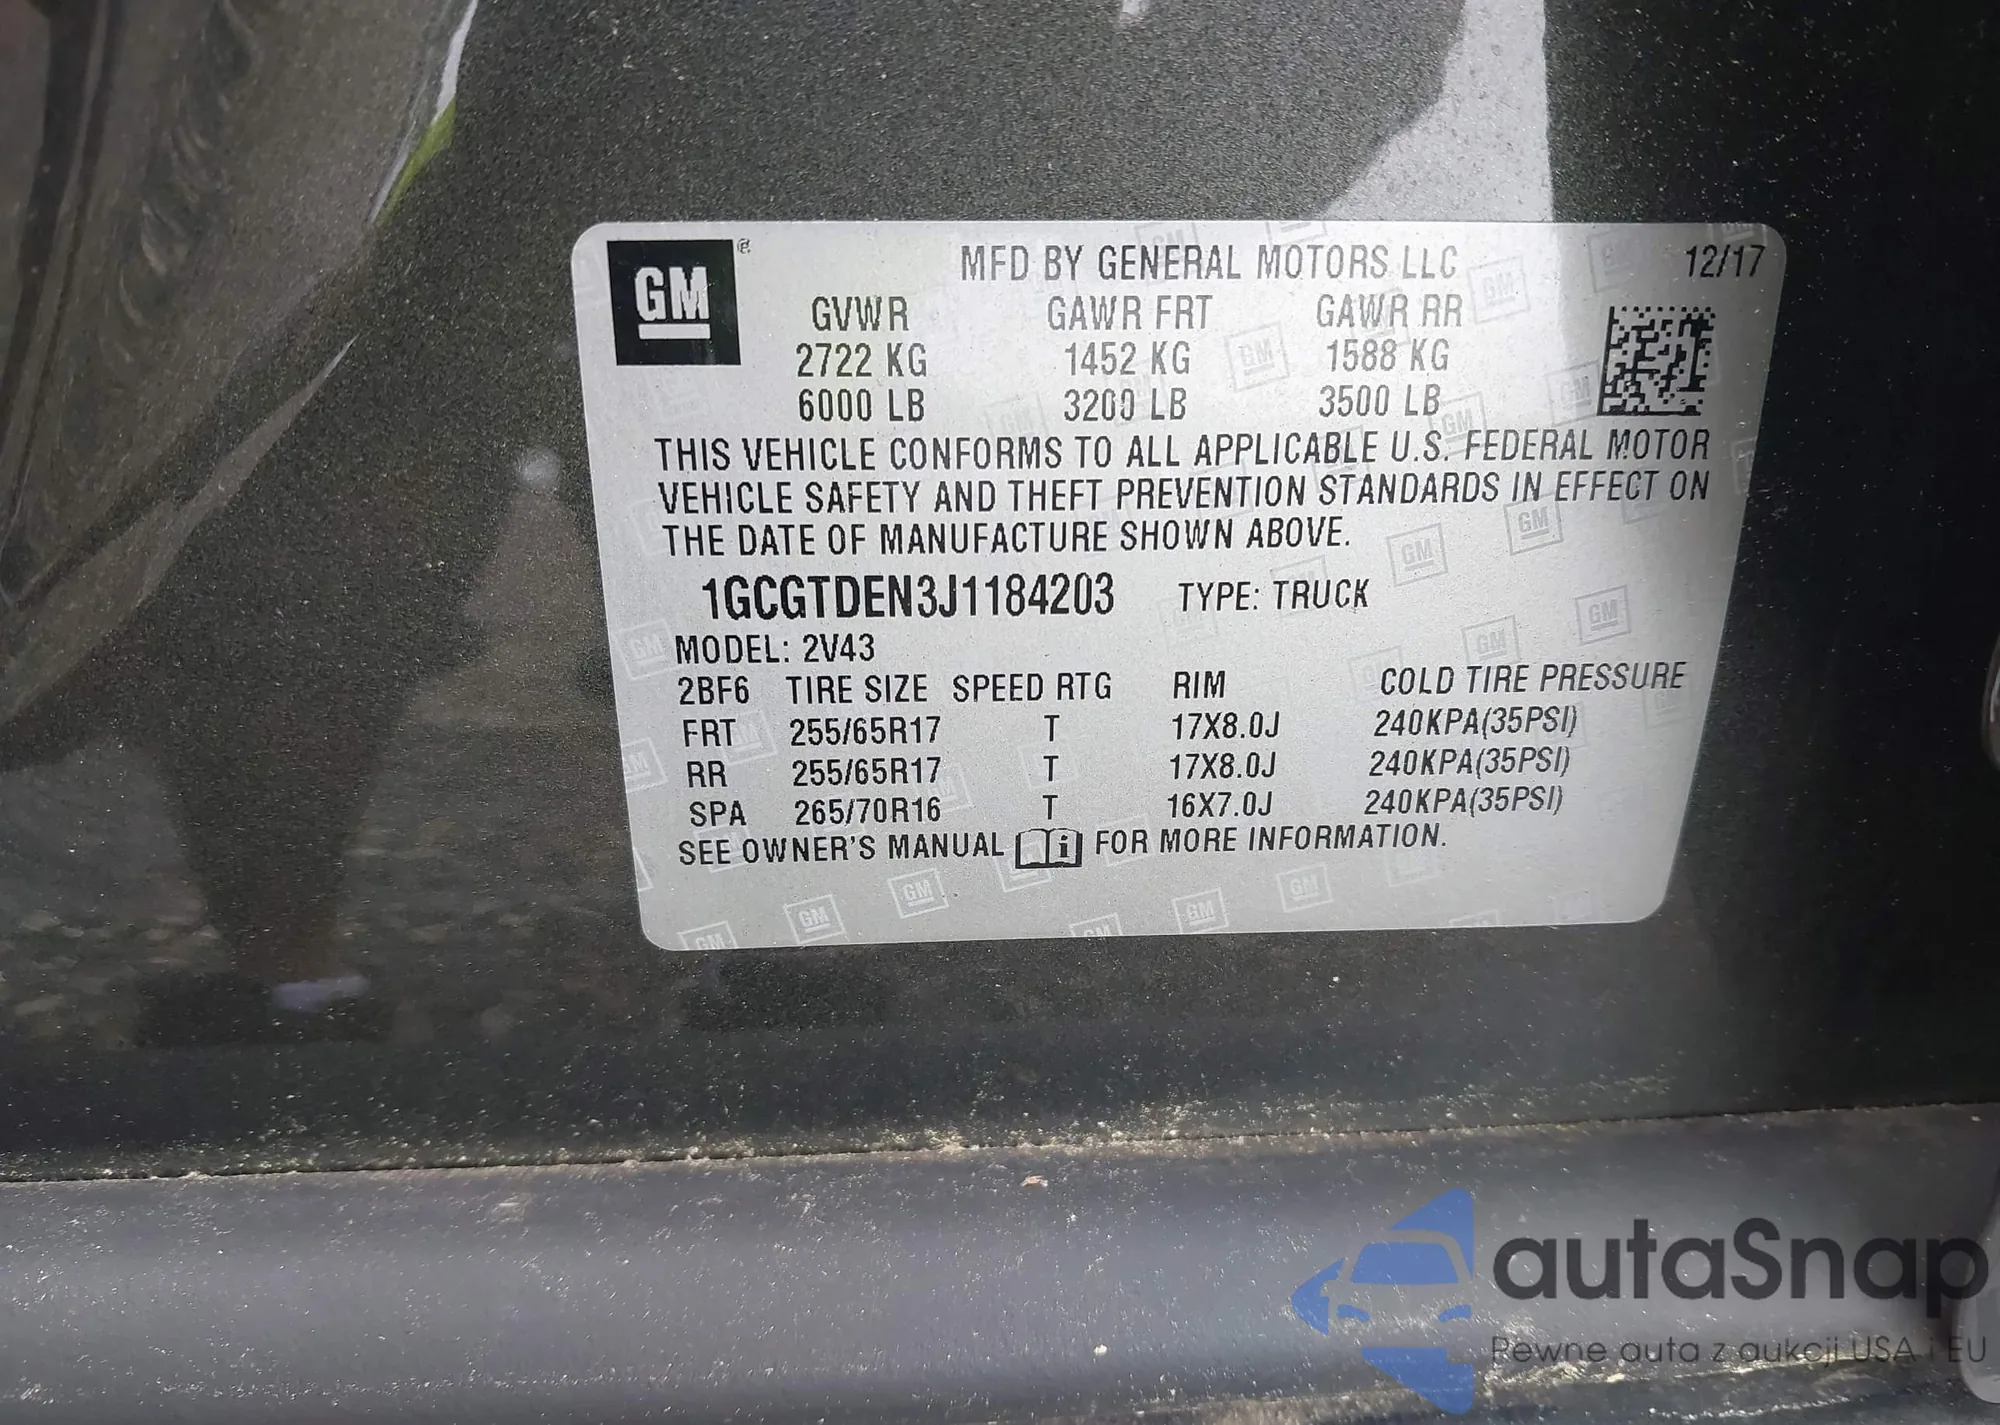 GM
MFD BY GENERAL MOTORS LLC 12/17
GVWR GAWR FRT GAWR RR
2722 KG 1452 KG 1588 KG
6000 LB 3200 LB 3500 LB
THIS VEHICLE CONFORMS TO ALL APPLICABLE U.S. FEDERAL MOTOR
VEHICLE SAFETY AND THEFT PREVENTION STANDARDS IN EFFECT ON
THE DATE OF MANUFACTURE SHOWN ABOVE.
1GCGTDEN3J1184203 TYPE: TRUCK
MODEL: 2V43
2BF6 TIRE SIZE SPEED RTG RIM COLD TIRE PRESSURE
FRT 255/65R17 T 17X8.0J 240KPA(35PSI)
RR 255/65R17 T 17X8.0J 240KPA(35PSI)
SPA 265/70R16 T 16X7.0J 240KPA(35PSI)
SEE OWNER'S MANUAL i FOR MORE INFORMATION.
autaSnap
Pewne auta z aukcji USA i EU